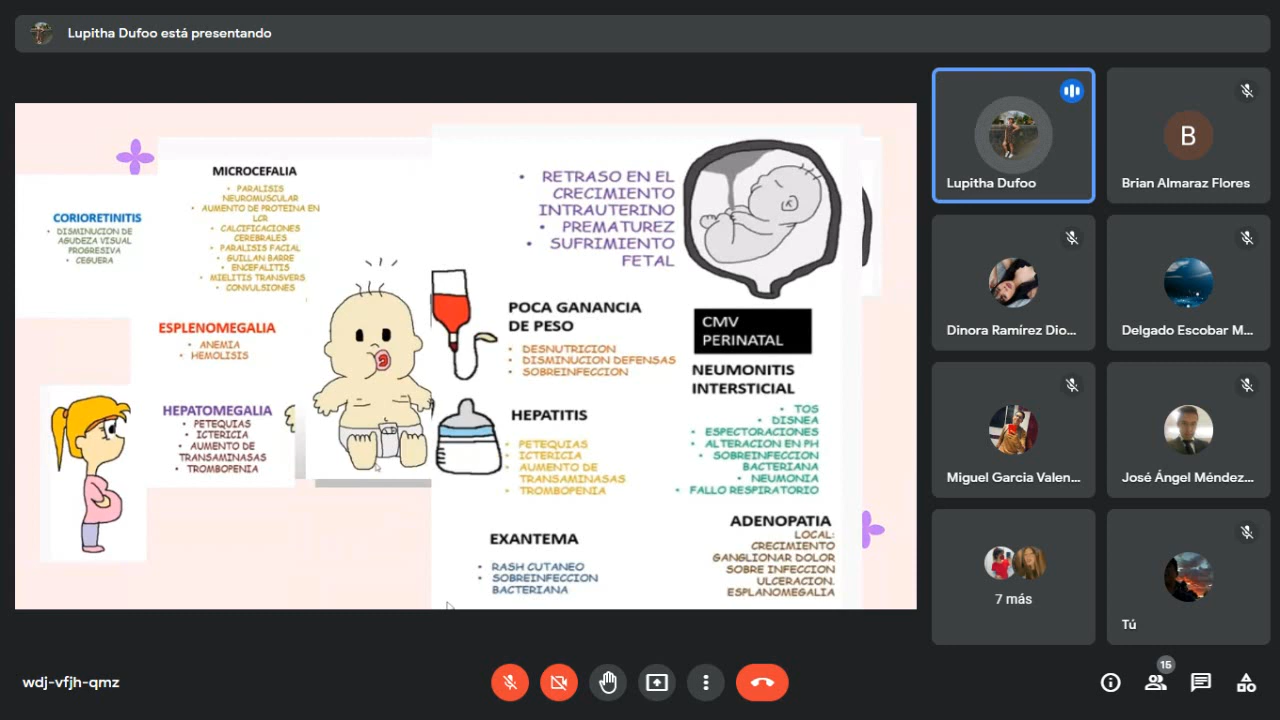 Lupitha Dufoo está presentando
CORIORETINITIS
• DISMINUCION DE
AGUDEZA VISUAL
PROGRESIVA
• CEGUERA
MICROCEFALIA
• PARALISIS
NEUROMUSCULAR
• AUMENTO DE PROTEINA EN
LCR
• CALCIFICACIONES
CEREBRALES
• PARALISIS FACIAL
• GUILLAN BARRE
• ENCEFALITIS
• MIELITIS TRANSVERS
• CONVULSIONES
ESPLENOMEGALIA
• ANEMIA
• HEMOLISIS
HEPATOMEGALIA
• PETEQUIAS
• ICTERICIA
• AUMENTO DE
TRANSAMINASAS
• TROMBOPENIA
• RETRASO EN EL
CRECIMIENTO
INTRAUTERINO
• PREMATUREZ
• SUFRIMIENTO
FETAL
POCA GANANCIA
DE PESO
• DESNUTRICION
• DISMINUCION DEFENSAS
• SOBREINFECCION
HEPATITIS
• PETEQUIAS
• ICTERICIA
• AUMENTO DE
TRANSAMINASAS
• TROMBOPENIA
EXANTEMA
• RASH CUTANEO
• SOBREINFECCION
BACTERIANA
CMV
PERINATAL
NEUMONITIS
INTERSTICIAL
• TOS
• DISNEA
• ESPECTORACIONES
• ALTERACION EN PH
• SOBREINFECCION
BACTERIANA
• NEUMONIA
• FALLO RESPIRATORIO
ADENOPATIA
LOCAL:
CRECIMIENTO
GANGLIONAR DOLOR
SOBRE INFECCION
ULCERACION.
ESPLANOMEGALIA
Lupitha Dufoo
B
Brian Almaraz Flores
Dinora Ramírez Dio...
Delgado Escobar M...
Miguel Garcia Valen...
José Ángel Méndez...
7 más
Tú
wdj-vfjh-qmz
15